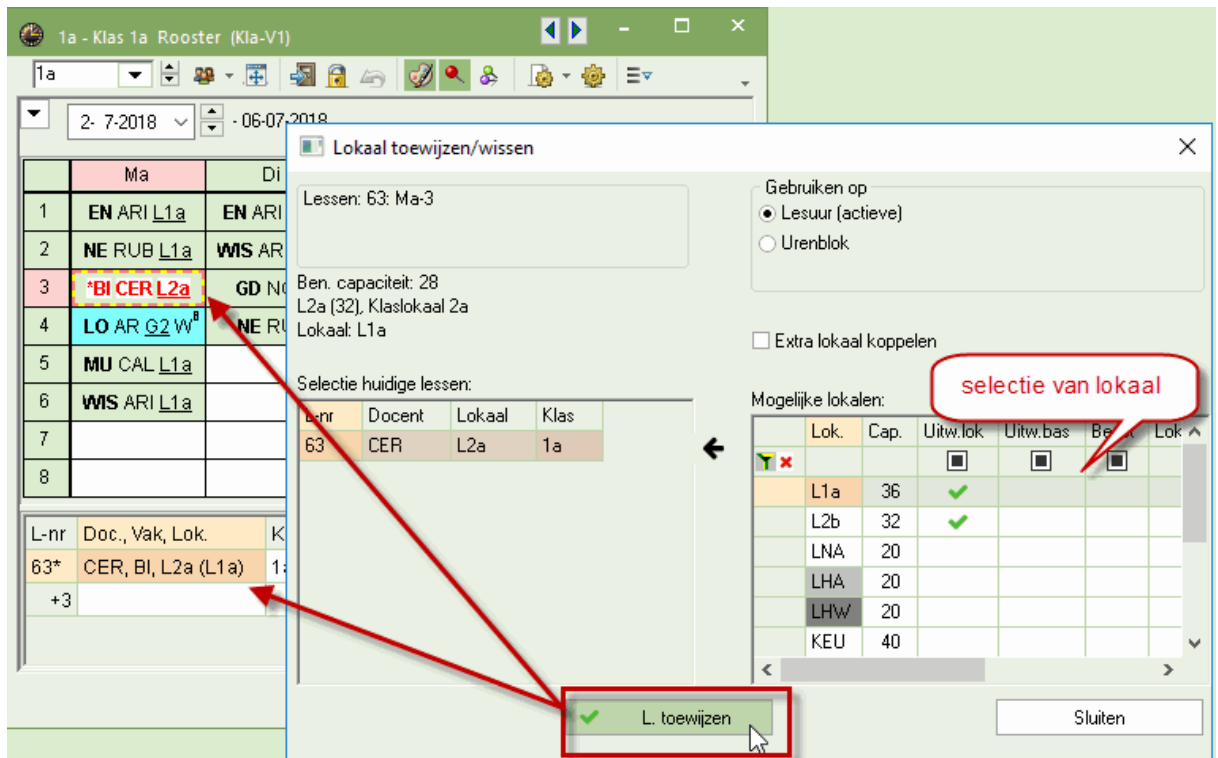 1a - Klas 1a Rooster (Kla-V1)
1a
2- 7-2018 - 06-07-2018
Ma Di
1 EN ARI L1a EN ARI
2 NE RUB L1a WIS AR
3 *BI CER L2a GD
4 LO AR G2 W NE
5 MU CAL L1a
6 WIS ARI L1a
7
8
L-nr Doc., Vak, Lok. K
63* CER, BI, L2a (L1a)
+3
Lokaal toewijzen/wissen
Lessen: 63: Ma-3
Ben. capaciteit: 28
L2a (32), Klaslokaal 2a
Lokaal: L1a
Selectie huidige lessen:
L-nr Docent Lokaal Klas
63 CER L2a 1a
Gebruiken op
Lesuur (actieve)
Urenblok
Extra lokaal koppelen
selectie van lokaal
Mogelijke lokalen:
Lok. Cap. Uitw.lok Uitw.bas Lok
L1a 36
L2b 32
LNA 20
LHA 20
LHW 20
KEU 40
L. toewijzen
Sluiten